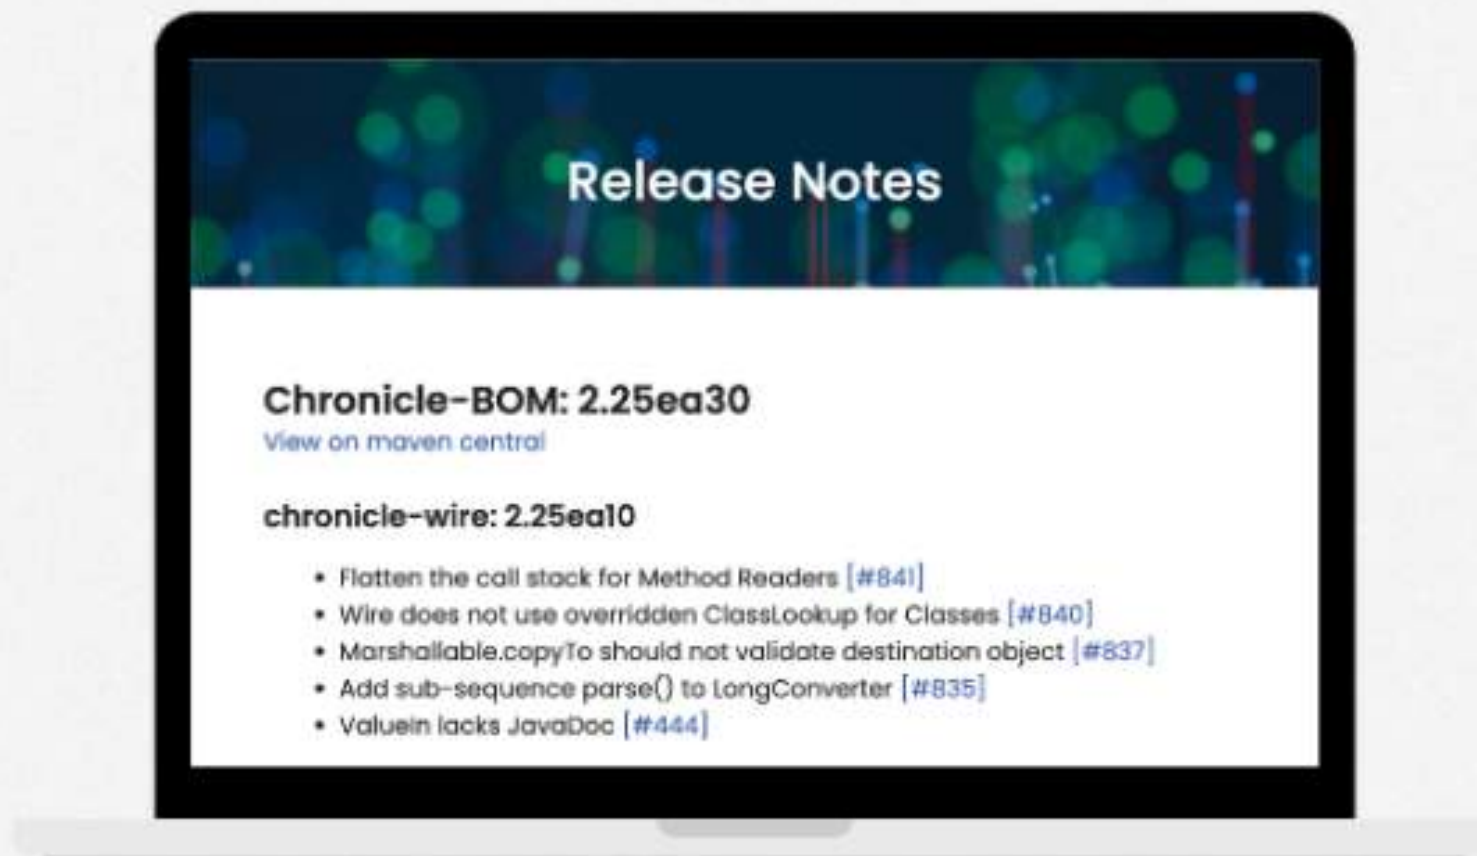 Release Notes
Chronicle-BOM: 2.25ea30
View on maven central
chronicle-wire: 2.25ea10
• Flatten the call stack for Method Readers [#841]
• Wire does not use overridden ClassLookup for Classes [#840]
• Marshallable.copyTo should not validate destination object [#837]
• Add sub-sequence parse() to LongConverter [#835]
• ValueIn lacks JavaDoc [#444]